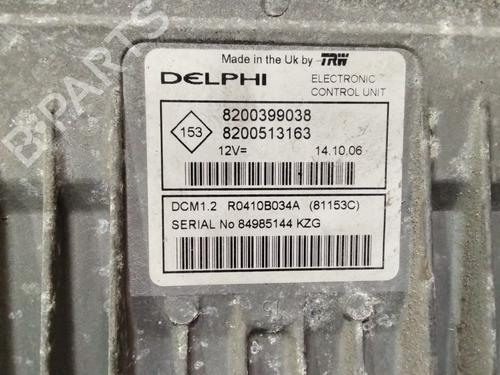 Made in the Uk by TRW
DELPHI
ELECTRONIC
CONTROL UNIT
153
8200399038
8200513163
12V=
14.10.06
DCM1.2 R0410B034A (81153C)
SERIAL No 84985144 KZG
B-PARTS